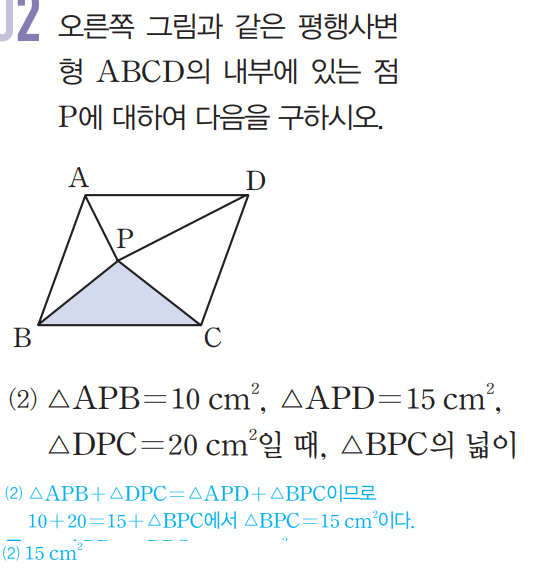 02 오른쪽 그림과 같은 평행사변
형 ABCD의 내부에 있는 점
P에 대하여 다음을 구하시오.
A
D
P
B
C
(2) △APB=10 cm², △APD=15 cm²,
△DPC=20 cm²일 때, △BPC의 넓이
(2) △APB+△DPC=△APD+△BPC이므로
10+20=15+△BPC에서 △BPC=15 cm²이다.
(2) 15 cm²